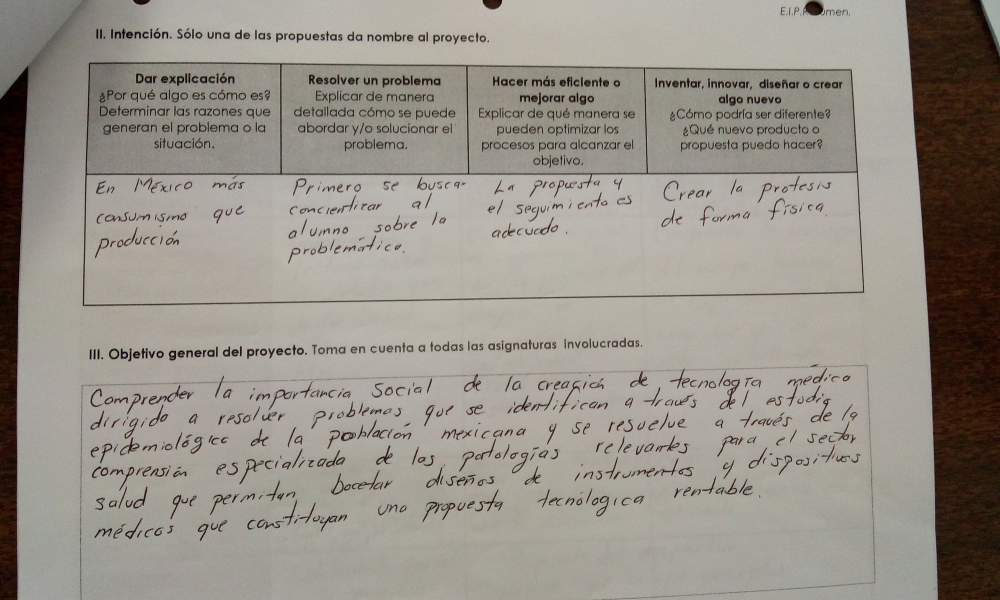 E.I.P.R umen.
II. Intención. Sólo una de las propuestas da nombre al proyecto.
Dar explicación
¿Por qué algo es cómo es?
Determinar las razones que
generan el problema o la
situación.
Resolver un problema
Explicar de manera
detallada cómo se puede
abordar y/o solucionar el
problema.
Hacer más eficiente o
mejorar algo
Explicar de qué manera se
pueden optimizar los
procesos para alcanzar el
objetivo.
Inventar, innovar, diseñar o crear
algo nuevo
¿Cómo podría ser diferente?
¿Qué nuevo producto o
propuesta puedo hacer?
En México más
consumismo que
producción
Primero se busca
concientizar al
alumno sobre la
problemática.
La propuesta y
el seguimiento es
adecuado.
Crear la protesis
de forma física.
III. Objetivo general del proyecto. Toma en cuenta a todas las asignaturas involucradas.
Comprender la importancia social de la creación de tecnología médica
dirigida a resolver problemas que se identifican a través del estudio
epidemiológico de la población mexicana y se resuelve a través de la
comprensión especializada de las patologías relevantes para el sector
salud que permitan bocetar diseños de instrumentos y dispositivos
médicos que constituyan una propuesta tecnólogica rentable.